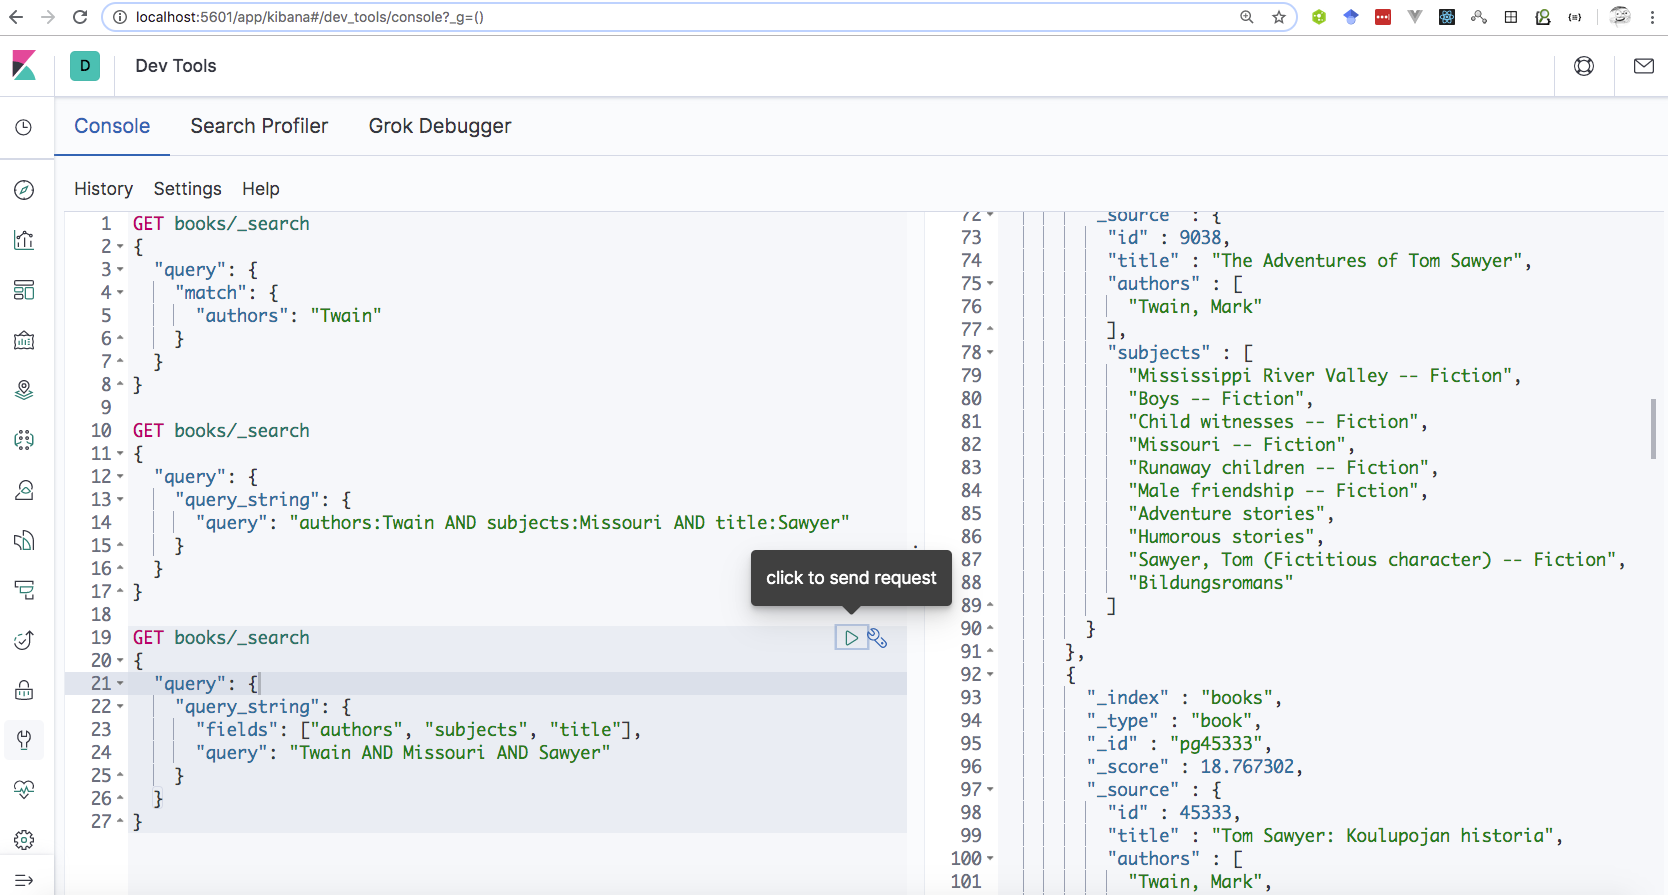 localhost:5601/app/kibana#/dev_tools/console?_g=()
D Dev Tools
Console Search Profiler Grok Debugger
History Settings Help
1 GET books/_search
2 {
3 "query": {
4 "match": {
5 "authors": "Twain"
6 }
7 }
8 }
9
10 GET books/_search
11 {
12 "query": {
13 "query_string": {
14 "query": "authors:Twain AND subjects:Missouri AND title:Sawyer"
15 }
16 }
17 }
18
click to send request
19 GET books/_search
20 {
21 "query": {
22 "query_string": {
23 "fields": ["authors", "subjects", "title"],
24 "query": "Twain AND Missouri AND Sawyer"
25 }
26 }
27 }
72 "_source" : {
73 "id" : 9038,
74 "title" : "The Adventures of Tom Sawyer",
75 "authors" : [
76 "Twain, Mark"
77 ],
78 "subjects" : [
79 "Mississippi River Valley -- Fiction",
80 "Boys -- Fiction",
81 "Child witnesses -- Fiction",
82 "Missouri -- Fiction",
83 "Runaway children -- Fiction",
84 "Male friendship -- Fiction",
85 "Adventure stories",
86 "Humorous stories",
87 "Sawyer, Tom (Fictitious character) -- Fiction",
88 "Bildungsromans"
89 ]
90 }
91 },
92 {
93 "_index" : "books",
94 "_type" : "book",
95 "_id" : "pg45333",
96 "_score" : 18.767302,
97 "_source" : {
98 "id" : 45333,
99 "title" : "Tom Sawyer: Koulupojan historia",
100 "authors" : [
101 "Twain, Mark",